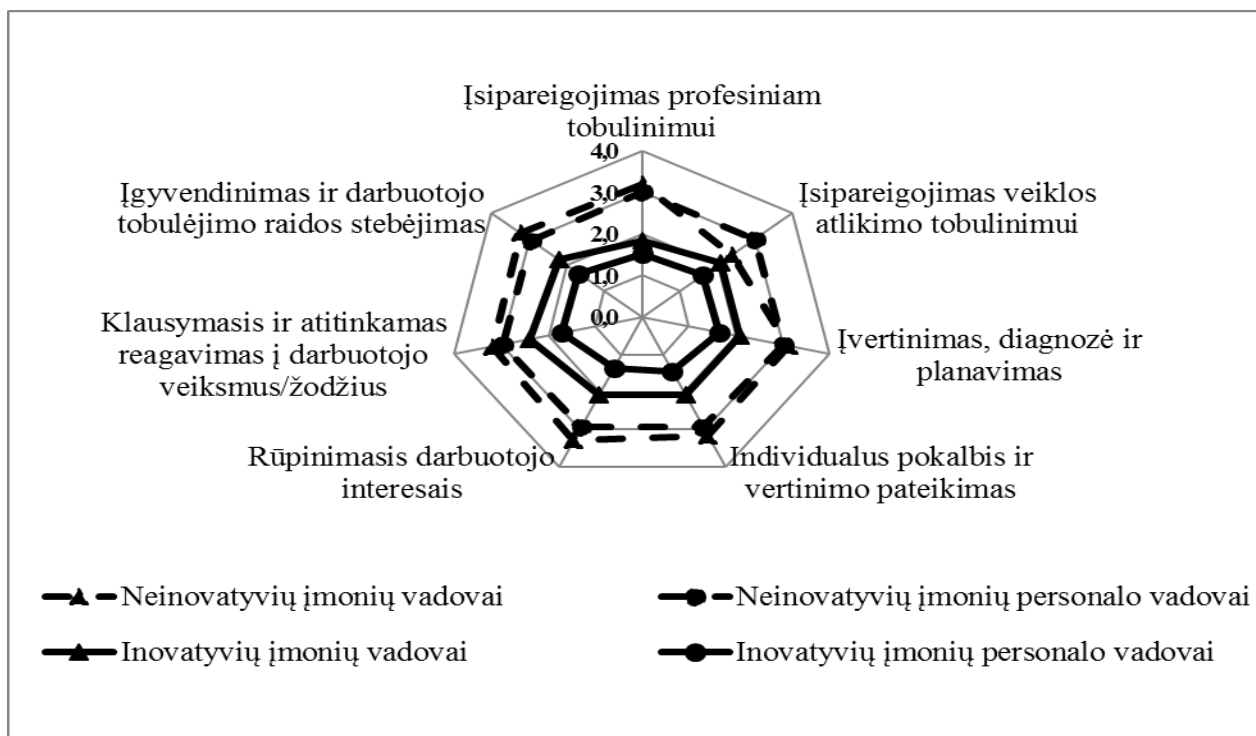 Įsipareigojimas profesiniam
tobulinimui
4,0
3,0
2,0
1,0
0,0
Įsipareigojimas veiklos
atlikimo tobulinimui
Įvertinimas, diagnozė ir
planavimas
Individualus pokalbis ir
vertinimo pateikimas
Rūpinimasis darbuotojo
interesais
Klausymasis ir atitinkamas
reagavimas į darbuotojo
veiksmus/žodžius
Įgyvendinimas ir darbuotojo
tobulėjimo raidos stebėjimas
Neinovatyvių įmonių vadovai
Neinovatyvių įmonių personalo vadovai
Inovatyvių įmonių vadovai
Inovatyvių įmonių personalo vadovai